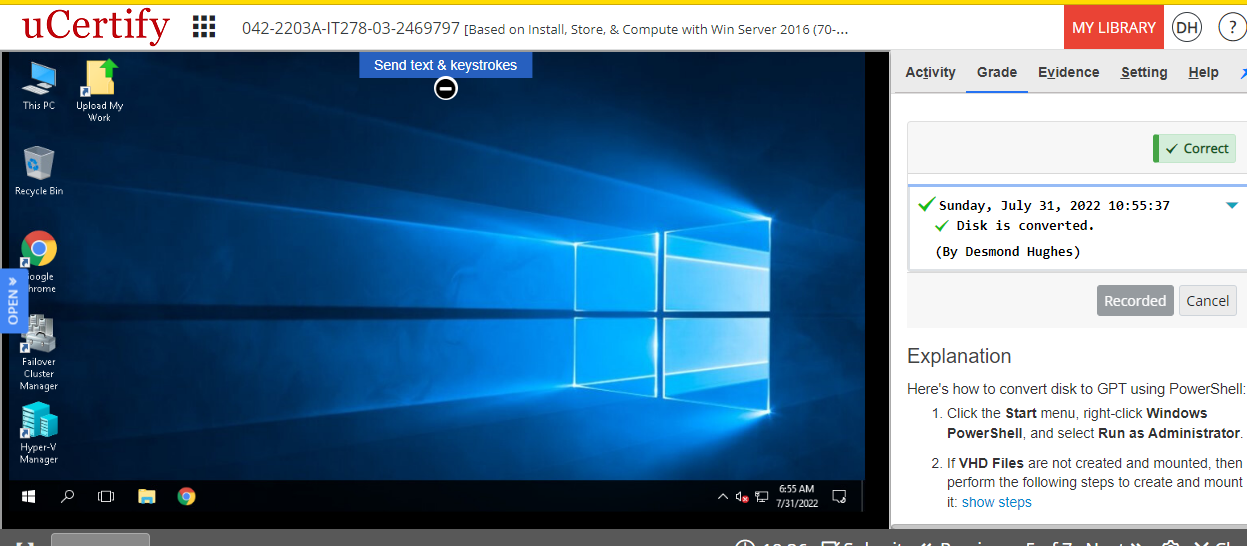 uCertify
042-2203A-IT278-03-2469797 [Based on Install, Store, & Compute with Win Server 2016 (70-...
MY LIBRARY
DH
?
Send text & keystrokes
This PC
Upload My
Work
Recycle Bin
OPEN
Failover
Cluster
Manager
Hyper-V
Manager
6:55 AM
7/31/2022
Activity Grade Evidence Setting Help
Correct
Sunday, July 31, 2022 10:55:37
Disk is converted.
(By Desmond Hughes)
Recorded Cancel
Explanation
Here's how to convert disk to GPT using PowerShell:
1. Click the Start menu, right-click Windows
PowerShell, and select Run as Administrator.
2. If VHD Files are not created and mounted, then
perform the following steps to create and mount
it: show steps